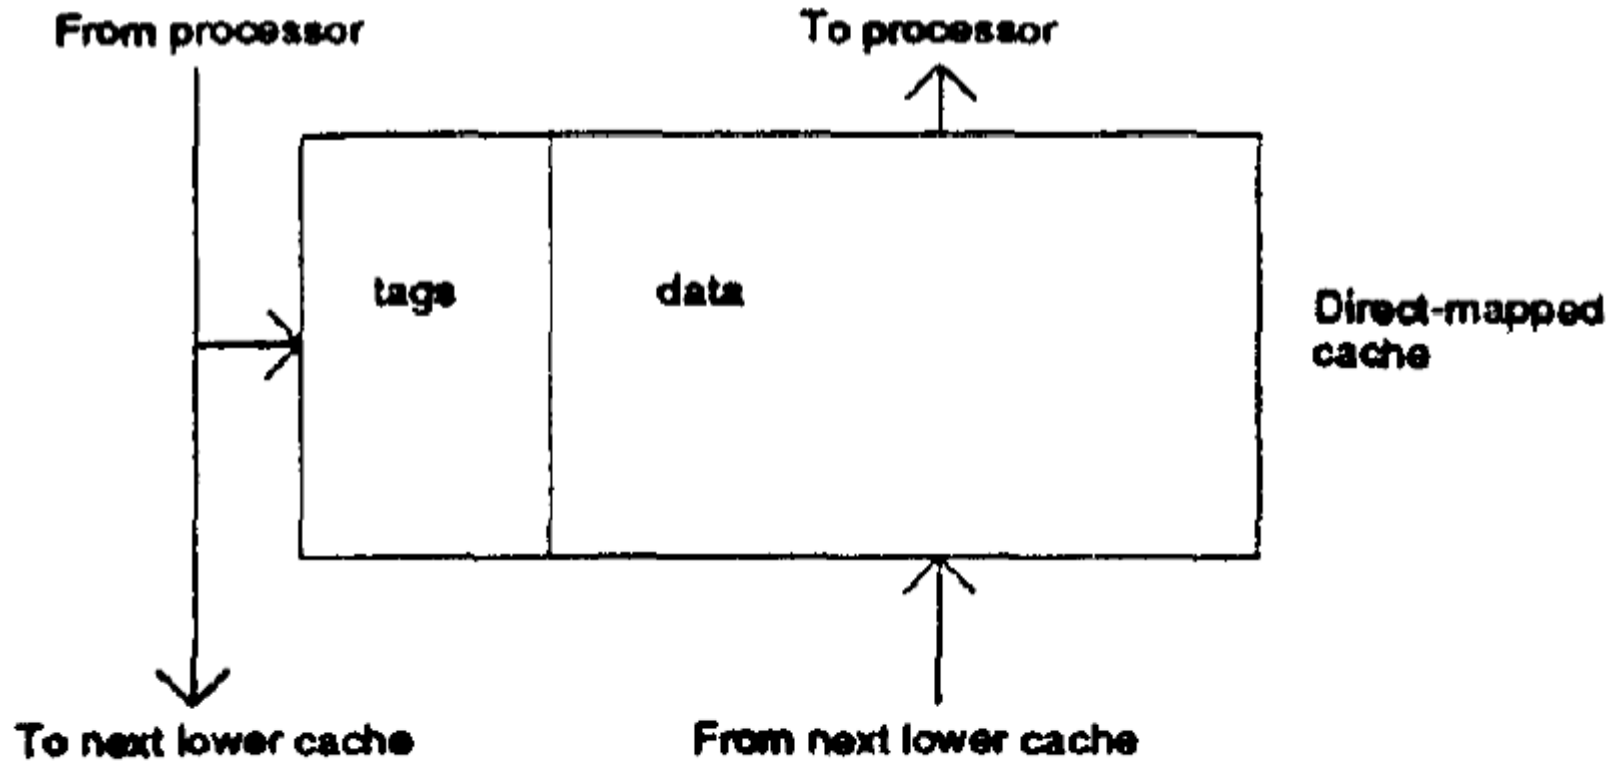 From processor
To processor
tags
data
Direct-mapped
cache
To next lower cache
From next lower cache